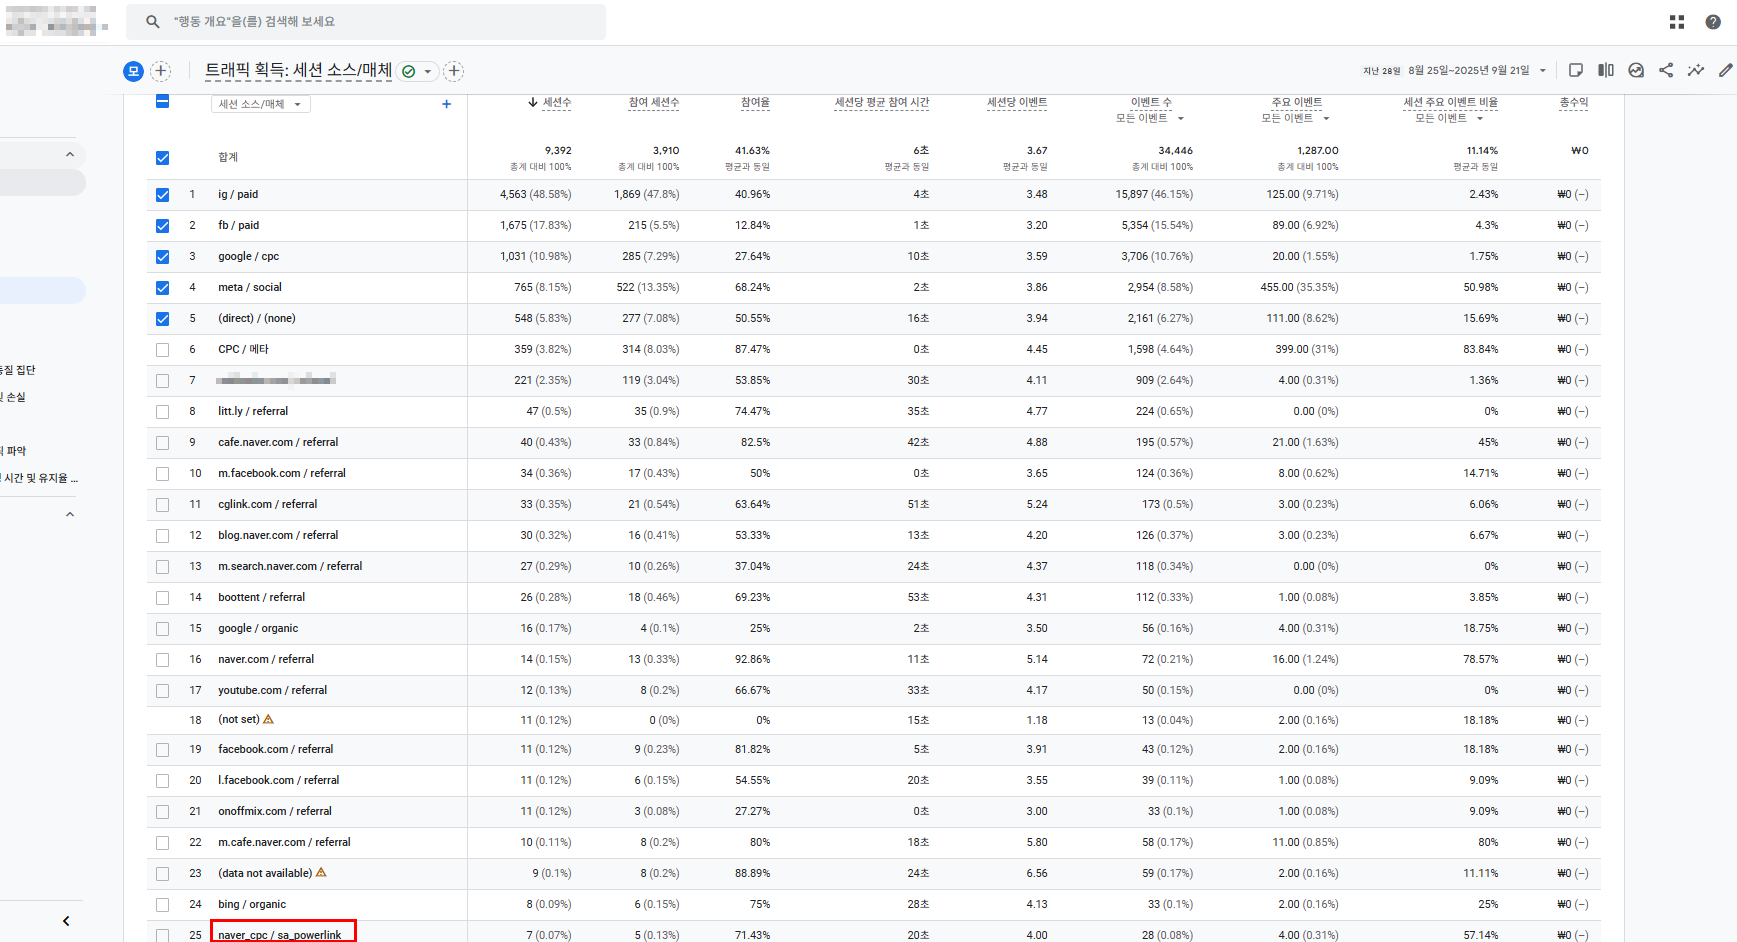 "행동 개요"을(를) 검색해 보세요
모 트래픽 획득: 세션 소스/매체 지난 28일 8월 25일~2025년 9월 21일
세션 소스/매체 세션수 참여 세션수 참여율 세션당 평균 참여 시간 세션당 이벤트 이벤트 수 주요 이벤트 세션 주요 이벤트 비율 총수익
모든 이벤트 모든 이벤트 모든 이벤트
합계 9,392 3,910 41.63% 6초 3.67 34,446 1,287.00 11.14% ₩0
총계 대비 100% 총계 대비 100% 평균과 동일 평균과 동일 평균과 동일 총계 대비 100% 총계 대비 100% 평균과 동일
1 ig / paid 4,563 (48.58%) 1,869 (47.8%) 40.96% 4초 3.48 15,897 (46.15%) 125.00 (9.71%) 2.43% ₩0 (–)
2 fb / paid 1,675 (17.83%) 215 (5.5%) 12.84% 1초 3.20 5,354 (15.54%) 89.00 (6.92%) 4.3% ₩0 (–)
3 google / cpc 1,031 (10.98%) 285 (7.29%) 27.64% 10초 3.59 3,706 (10.76%) 20.00 (1.55%) 1.75% ₩0 (–)
4 meta / social 765 (8.15%) 522 (13.35%) 68.24% 2초 3.86 2,954 (8.58%) 455.00 (35.35%) 50.98% ₩0 (–)
5 (direct) / (none) 548 (5.83%) 277 (7.08%) 50.55% 16초 3.94 2,161 (6.27%) 111.00 (8.62%) 15.69% ₩0 (–)
6 CPC / 메타 359 (3.82%) 314 (8.03%) 87.47% 0초 4.45 1,598 (4.64%) 399.00 (31%) 83.84% ₩0 (–)
질 집단
7 221 (2.35%) 119 (3.04%) 53.85% 30초 4.11 909 (2.64%) 4.00 (0.31%) 1.36% ₩0 (–)
손실
8 litt.ly / referral 47 (0.5%) 35 (0.9%) 74.47% 35초 4.77 224 (0.65%) 0.00 (0%) 0% ₩0 (–)
9 cafe.naver.com / referral 40 (0.43%) 33 (0.84%) 82.5% 42초 4.88 195 (0.57%) 21.00 (1.63%) 45% ₩0 (–)
파악
10 m.facebook.com / referral 34 (0.36%) 17 (0.43%) 50% 0초 3.65 124 (0.36%) 8.00 (0.62%) 14.71% ₩0 (–)
시간 및 유지율 ...
11 cglink.com / referral 33 (0.35%) 21 (0.54%) 63.64% 51초 5.24 173 (0.5%) 3.00 (0.23%) 6.06% ₩0 (–)
12 blog.naver.com / referral 30 (0.32%) 16 (0.41%) 53.33% 13초 4.20 126 (0.37%) 3.00 (0.23%) 6.67% ₩0 (–)
13 m.search.naver.com / referral 27 (0.29%) 10 (0.26%) 37.04% 24초 4.37 118 (0.34%) 0.00 (0%) 0% ₩0 (–)
14 boottent / referral 26 (0.28%) 18 (0.46%) 69.23% 53초 4.31 112 (0.33%) 1.00 (0.08%) 3.85% ₩0 (–)
15 google / organic 16 (0.17%) 4 (0.1%) 25% 2초 3.50 56 (0.16%) 4.00 (0.31%) 18.75% ₩0 (–)
16 naver.com / referral 14 (0.15%) 13 (0.33%) 92.86% 11초 5.14 72 (0.21%) 16.00 (1.24%) 78.57% ₩0 (–)
17 youtube.com / referral 12 (0.13%) 8 (0.2%) 66.67% 33초 4.17 50 (0.15%) 0.00 (0%) 0% ₩0 (–)
18 (not set) 11 (0.12%) 0 (0%) 0% 15초 1.18 13 (0.04%) 2.00 (0.16%) 18.18% ₩0 (–)
19 facebook.com / referral 11 (0.12%) 9 (0.23%) 81.82% 5초 3.91 43 (0.12%) 2.00 (0.16%) 18.18% ₩0 (–)
20 l.facebook.com / referral 11 (0.12%) 6 (0.15%) 54.55% 20초 3.55 39 (0.11%) 1.00 (0.08%) 9.09% ₩0 (–)
21 onoffmix.com / referral 11 (0.12%) 3 (0.08%) 27.27% 0초 3.00 33 (0.1%) 1.00 (0.08%) 9.09% ₩0 (–)
22 m.cafe.naver.com / referral 10 (0.11%) 8 (0.2%) 80% 18초 5.80 58 (0.17%) 11.00 (0.85%) 80% ₩0 (–)
23 (data not available) 9 (0.1%) 8 (0.2%) 88.89% 24초 6.56 59 (0.17%) 2.00 (0.16%) 11.11% ₩0 (–)
24 bing / organic 8 (0.09%) 6 (0.15%) 75% 28초 4.13 33 (0.1%) 2.00 (0.16%) 25% ₩0 (–)
25 naver_cpc / sa_powerlink 7 (0.07%) 5 (0.13%) 71.43% 20초 4.00 28 (0.08%) 4.00 (0.31%) 57.14% ₩0 (–)